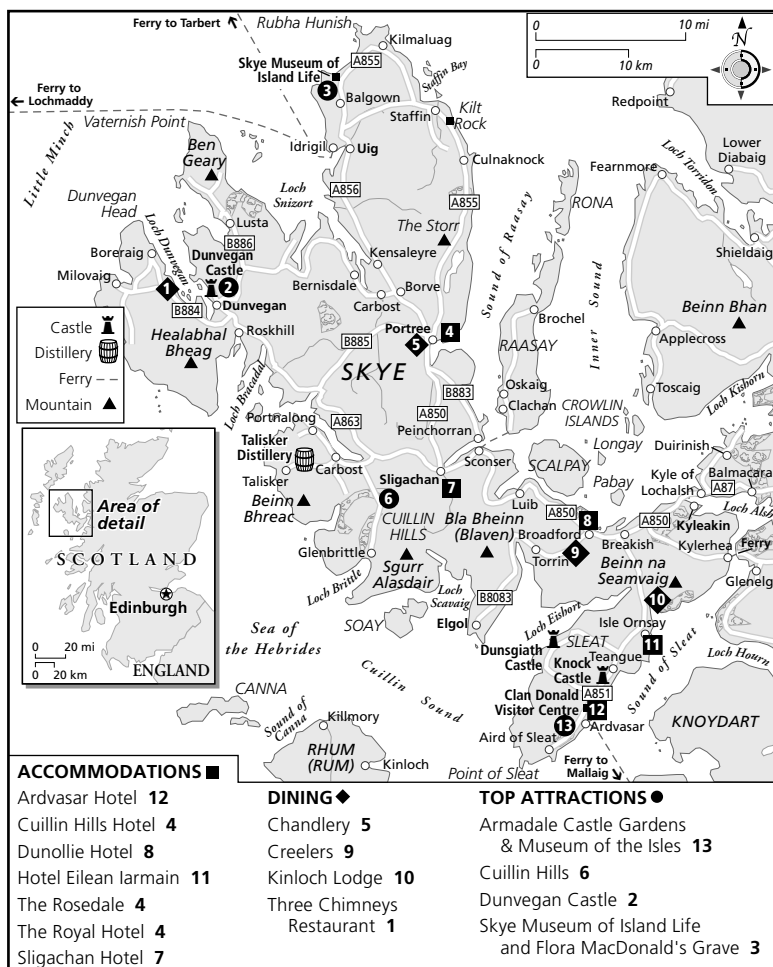 Ferry to Tarbert
Rubha Hunish
Kilmaluag
0 10 mi
0 10 km
N
Skye Museum of
Island Life
3
A855
Staffin Bay
Ferry to
Lochmaddy
Balgown
Staffin
Kilt
Rock
Redpoint
Vaternish Point
Little Minch
Ben
Geary
Idrigil
Uig
Culnaknock
Lower
Diabaig
Fearnmore
Loch Torridon
Dunvegan
Head
Loch
Snizort
A856
A855
RONA
Lusta
The Storr
Sound of Raasay
Loch Dunvegan
B886
Shieldaig
Boreraig
Dunvegan
Castle
Kensaleyre
Inner Sound
Milovaig
1
2
Bernisdale
Borve
Beinn Bhan
B884
Dunvegan
Carbost
Brochel
Castle
Distillery
Ferry
Mountain
Healabhal
Bheag
Roskhill
B885
Portree
4
5
RAASAY
Applecross
SKYE
Loch Bracadal
B883
Oskaig
Toscaig
Loch Kishorn
Portnalong
A863
A850
Clachan
CROWLIN
ISLANDS
Peinchorran
Longay
Duirinish
Talisker
Distillery
Carbost
Sconser
SCALPAY
Kyle of
Lochalsh
Balmacara
A87
Talisker
Sligachan
7
Pabay
6
Luib
Beinn
Bhreac
CUILLIN
HILLS
Bla Bheinn
(Blaven)
A850
8
A850
Kyleakin
Loch Alsh
Broadford
9
Breakish
Kylerhea
Ferry
Glenbrittle
Torrin
Beinn na
Seamvaig
Sgurr
Alasdair
Glenelg
Loch Brittle
Loch
Scavaig
B8083
10
Area of
detail
SCOTLAND
Edinburgh
0 20 mi
0 20 km
ENGLAND
SOAY
Elgol
Loch Eishort
Isle Ornsay
11
Sea of
the Hebrides
Dunsgiath
Castle
SLEAT
Knock
Castle
Teangue
Sound of Sleat
Loch Hourn
Cuillin Sound
CANNA
Clan Donald
Visitor Centre
A851
12
Sound of
Canna
Killmory
13
Ardvasar
KNOYDART
Aird of Sleat
RHUM
(RUM)
Kinloch
Point of Sleat
Ferry to
Mallaig
ACCOMMODATIONS
Ardvasar Hotel 12
Cuillin Hills Hotel 4
Dunollie Hotel 8
Hotel Eilean Iarmain 11
The Rosedale 4
The Royal Hotel 4
Sligachan Hotel 7
DINING
Chandlery 5
Creelers 9
Kinloch Lodge 10
Three Chimneys
Restaurant 1
TOP ATTRACTIONS
Armadale Castle Gardens
& Museum of the Isles 13
Cuillin Hills 6
Dunvegan Castle 2
Skye Museum of Island Life
and Flora MacDonald's Grave 3